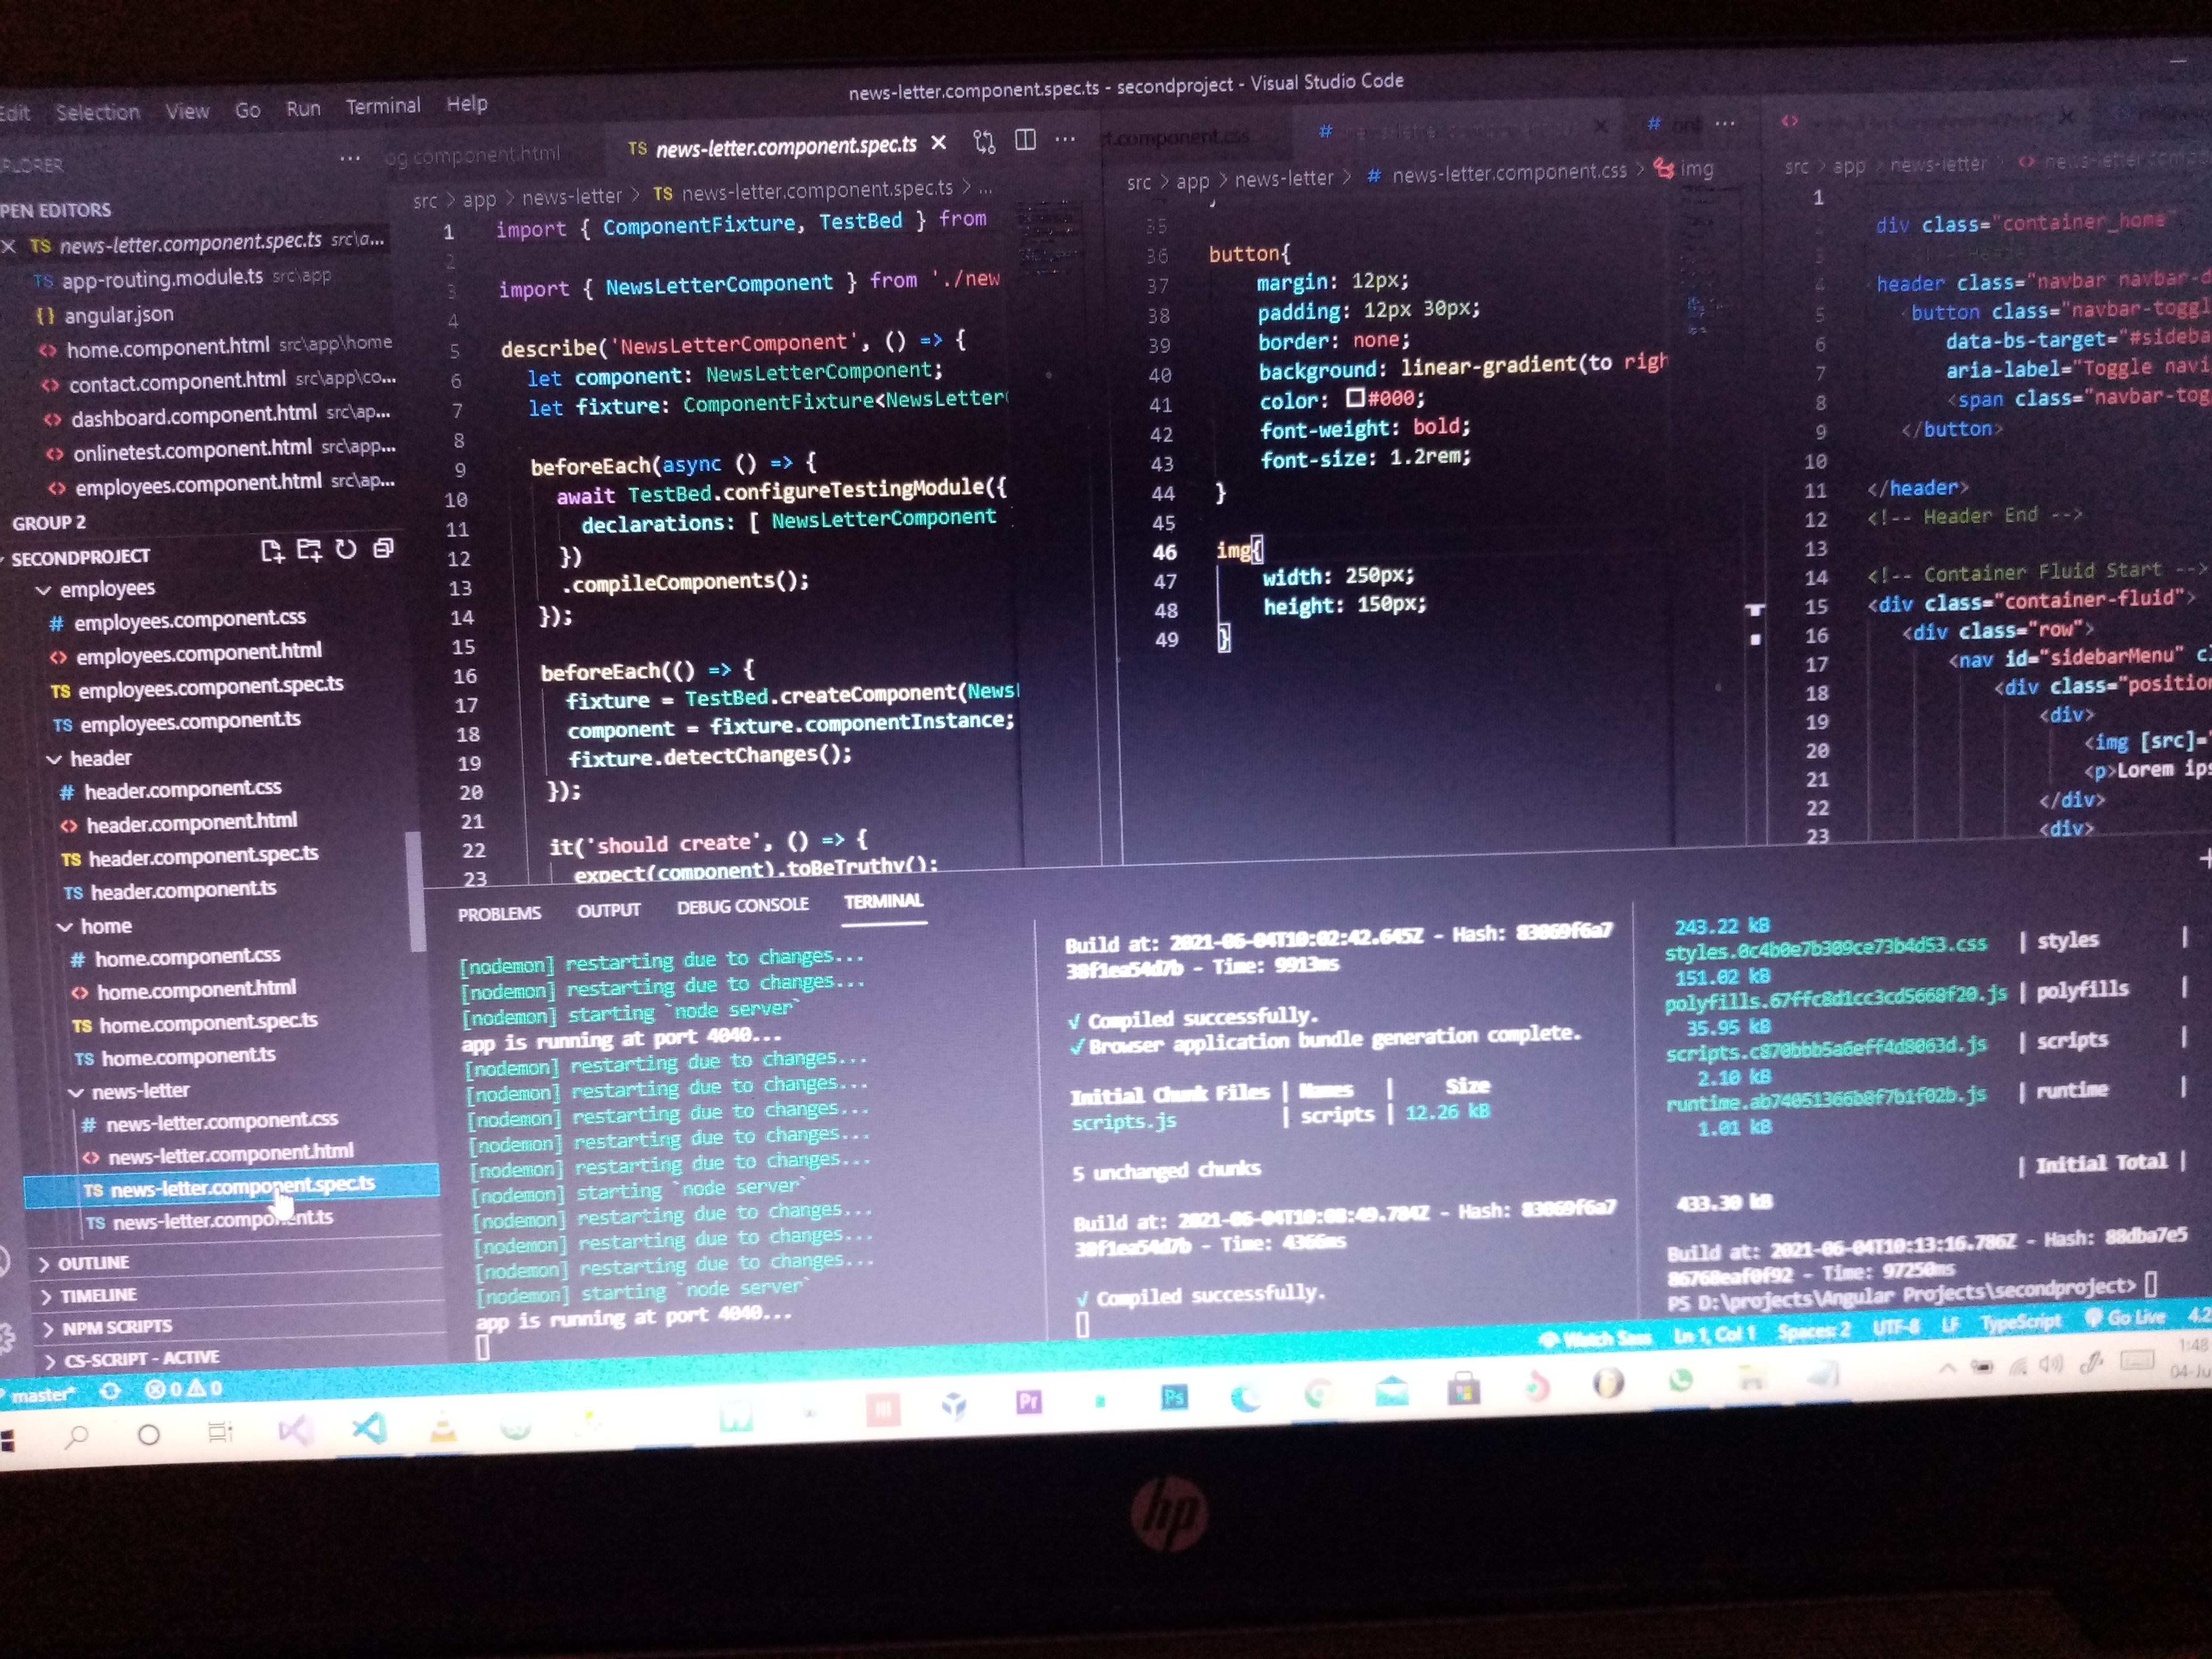 Edit Selection View Go Run Terminal Help
news-letter.component.spec.ts - secondproject - Visual Studio Code
PEN EDITORS
TS news-letter.component.spec.ts src\a...
TS app-routing.module.ts src\app
{} angular.json
<> home.component.html src\app\home
<> contact.component.html src\app\co...
<> dashboard.component.html src\ap...
<> onlinetest.component.html src\app...
<> employees.component.html src\ap...
GROUP 2
SECONDPROJECT
employees
# employees.component.css
<> employees.component.html
TS employees.component.spec.ts
TS employees.component.ts
header
# header.component.css
<> header.component.html
TS header.component.spec.ts
TS header.component.ts
home
# home.component.css
<> home.component.html
TS home.component.spec.ts
TS home.component.ts
news-letter
# news-letter.component.css
<> news-letter.component.html
TS news-letter.component.spec.ts
TS news-letter.component.ts
> OUTLINE
> TIMELINE
> NPM SCRIPTS
> CS-SCRIPT - ACTIVE
component.html
TS news-letter.component.spec.ts
src > app > news-letter > TS news-letter.component.spec.ts > ...
1 import { ComponentFixture, TestBed } from
2
3 import { NewsLetterComponent } from './new
4
5 describe('NewsLetterComponent', () => {
6 let component: NewsLetterComponent;
7 let fixture: ComponentFixture<NewsLetter
8
9 beforeEach(async () => {
10 await TestBed.configureTestingModule({
11 declarations: [ NewsLetterComponent
12 })
13 .compileComponents();
14 });
15
16 beforeEach(() => {
17 fixture = TestBed.createComponent(News
18 component = fixture.componentInstance;
19 fixture.detectChanges();
20 });
21
22 it('should create', () => {
23 expect(component).toBeTruthy();
t.component.css
src > app > news-letter > # news-letter.component.css > img
35
36 button{
37 margin: 12px;
38 padding: 12px 30px;
39 border: none;
40 background: linear-gradient(to righ
41 color: #000;
42 font-weight: bold;
43 font-size: 1.2rem;
44 }
45
46 img{
47 width: 250px;
48 height: 150px;
49 }
src > app > news-letter >
1
div class="container_home"
4 header class="navbar navbar-d
5 button class="navbar-toggl
6 data-bs-target="#sideba
7 aria-label="Toggle navi
8 <span class="navbar-tog
9 </button>
10
11 </header>
12 <!-- Header End -->
13
14 <!-- Container Fluid Start -->
15 <div class="container-fluid">
16 <div class="row">
17 <nav id="sidebarMenu" cl
18 <div class="position
19 <div>
20 <img [src]="
21 <p>Lorem ips
22 </div>
23 <div>
PROBLEMS OUTPUT DEBUG CONSOLE TERMINAL
[nodemon] restarting due to changes...
[nodemon] restarting due to changes...
[nodemon] starting `node server`
app is running at port 4040...
[nodemon] restarting due to changes...
[nodemon] restarting due to changes...
[nodemon] restarting due to changes...
[nodemon] restarting due to changes...
[nodemon] restarting due to changes...
[nodemon] starting `node server`
[nodemon] restarting due to changes...
[nodemon] restarting due to changes...
[nodemon] restarting due to changes...
[nodemon] starting `node server`
app is running at port 4040...
Build at: 2021-06-04T10:02:42.645Z - Hash: 83069f6a7
38f1ea54d7b - Time: 9913ms
√ Compiled successfully.
√ Browser application bundle generation complete.
Initial Chunk Files | Names | Size
scripts.js | scripts | 12.26 kB
5 unchanged chunks
Build at: 2021-06-04T10:08:49.784Z - Hash: 83069f6a7
38f1ea54d7b - Time: 4366ms
√ Compiled successfully.
243.22 kB
styles.0c4b0e7b309ce73b4d53.css | styles |
151.02 kB
polyfills.67ffc8d1cc3cd5668f20.js | polyfills |
35.95 kB
scripts.c870bbb5a6eff4d8063d.js | scripts |
2.10 kB
runtime.ab74051366b8f7b1f02b.js | runtime |
1.01 kB
| Initial Total |
433.30 kB
Build at: 2021-06-04T10:13:16.786Z - Hash: 88dba7e5
86768eaf0f92 - Time: 97250ms
PS D:\projects\Angular Projects\secondproject>
master* 0 0
Watch Sass Ln 1, Col 1 Spaces: 2 UTF-8 LF TypeScript Go Live 4.2
Pr Ps
1:48
04-Ju
hp